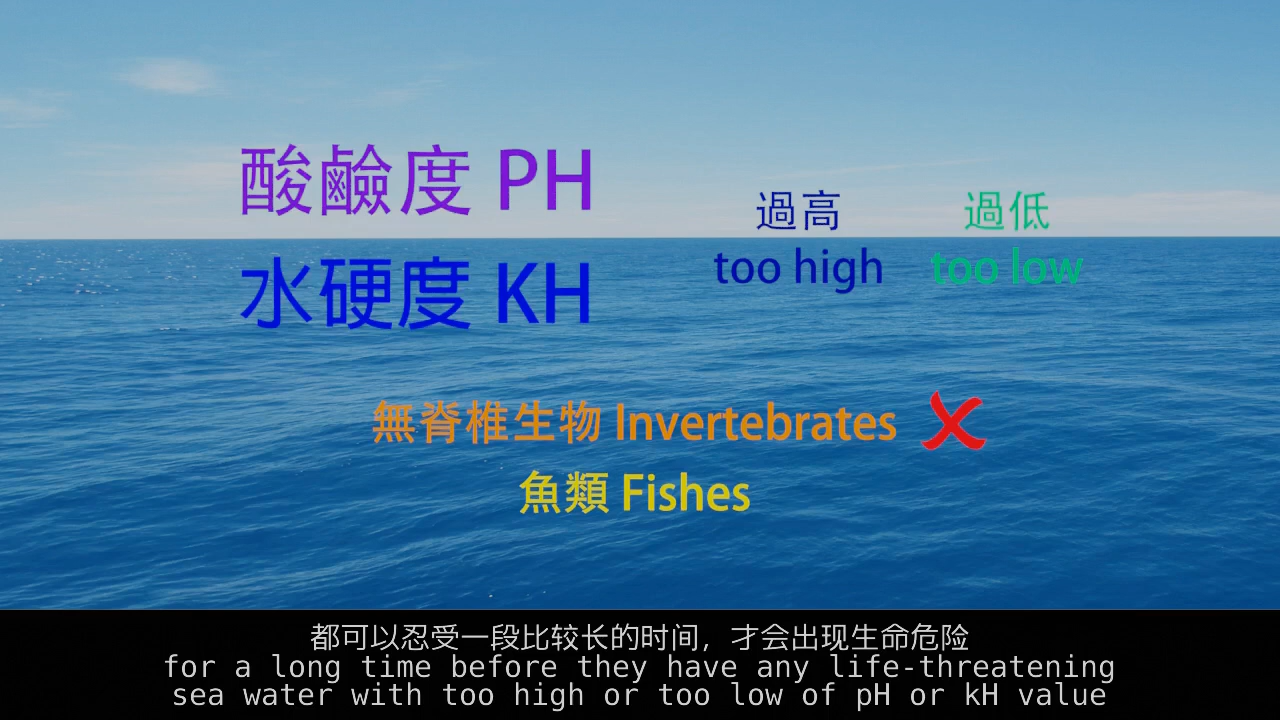 酸鹼度 PH
水硬度 KH
過高
too high
過低
too low
無脊椎生物 Invertebrates
魚類 Fishes
都可以忍受一段比较长的时间，才会出现生命危险
for a long time before they have any life-threatening
sea water with too high or too low of pH or kH value